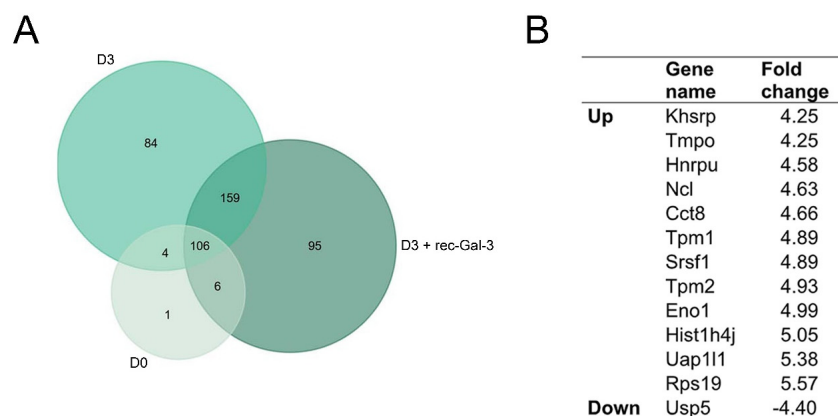 A
D3
84
159
4
106
95
D3 + rec-Gal-3
6
1
D0
B
Gene name Fold change
Up Khsrp 4.25
Tmpo 4.25
Hnrpu 4.58
Ncl 4.63
Cct8 4.66
Tpm1 4.89
Srsf1 4.89
Tpm2 4.93
Eno1 4.99
Hist1h4j 5.05
Uap1l1 5.38
Rps19 5.57
Down Usp5 -4.40